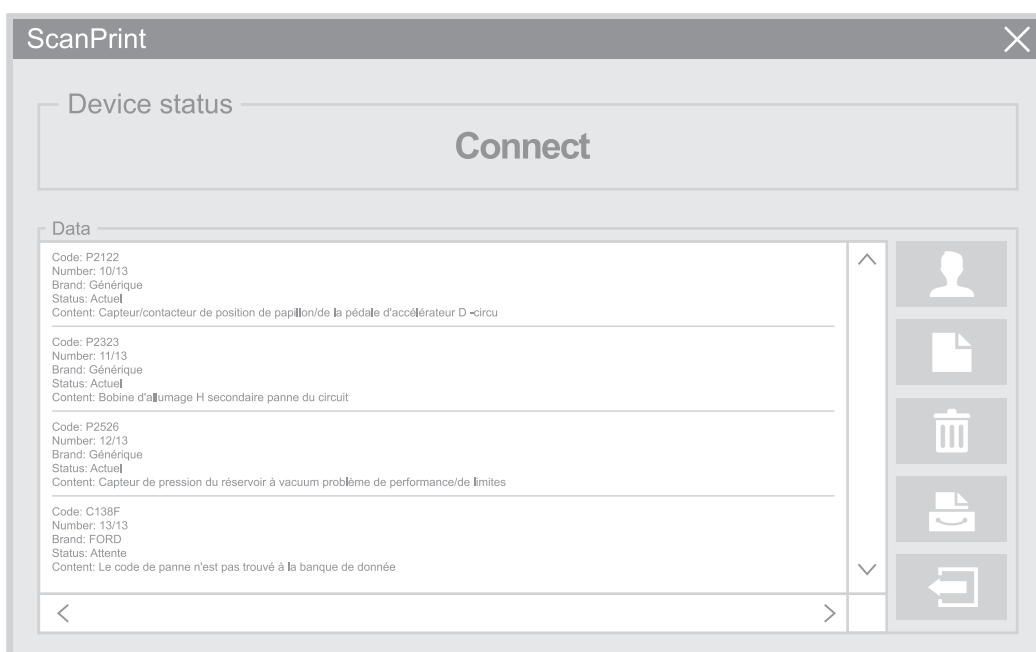 ScanPrint
Device status
Connect
Data
Code: P2122
Number: 10/13
Brand: Générique
Status: Actuel
Content: Capteur/contacteur de position de papillon/de la pédale d'accélérateur D -circu
Code: P2323
Number: 11/13
Brand: Générique
Status: Actuel
Content: Bobine d'allumage H secondaire panne du circuit
Code: P2526
Number: 12/13
Brand: Générique
Status: Actuel
Content: Capteur de pression du réservoir à vacuum problème de performance/de limites
Code: C138F
Number: 13/13
Brand: FORD
Status: Attente
Content: Le code de panne n'est pas trouvé à la banque de donnée